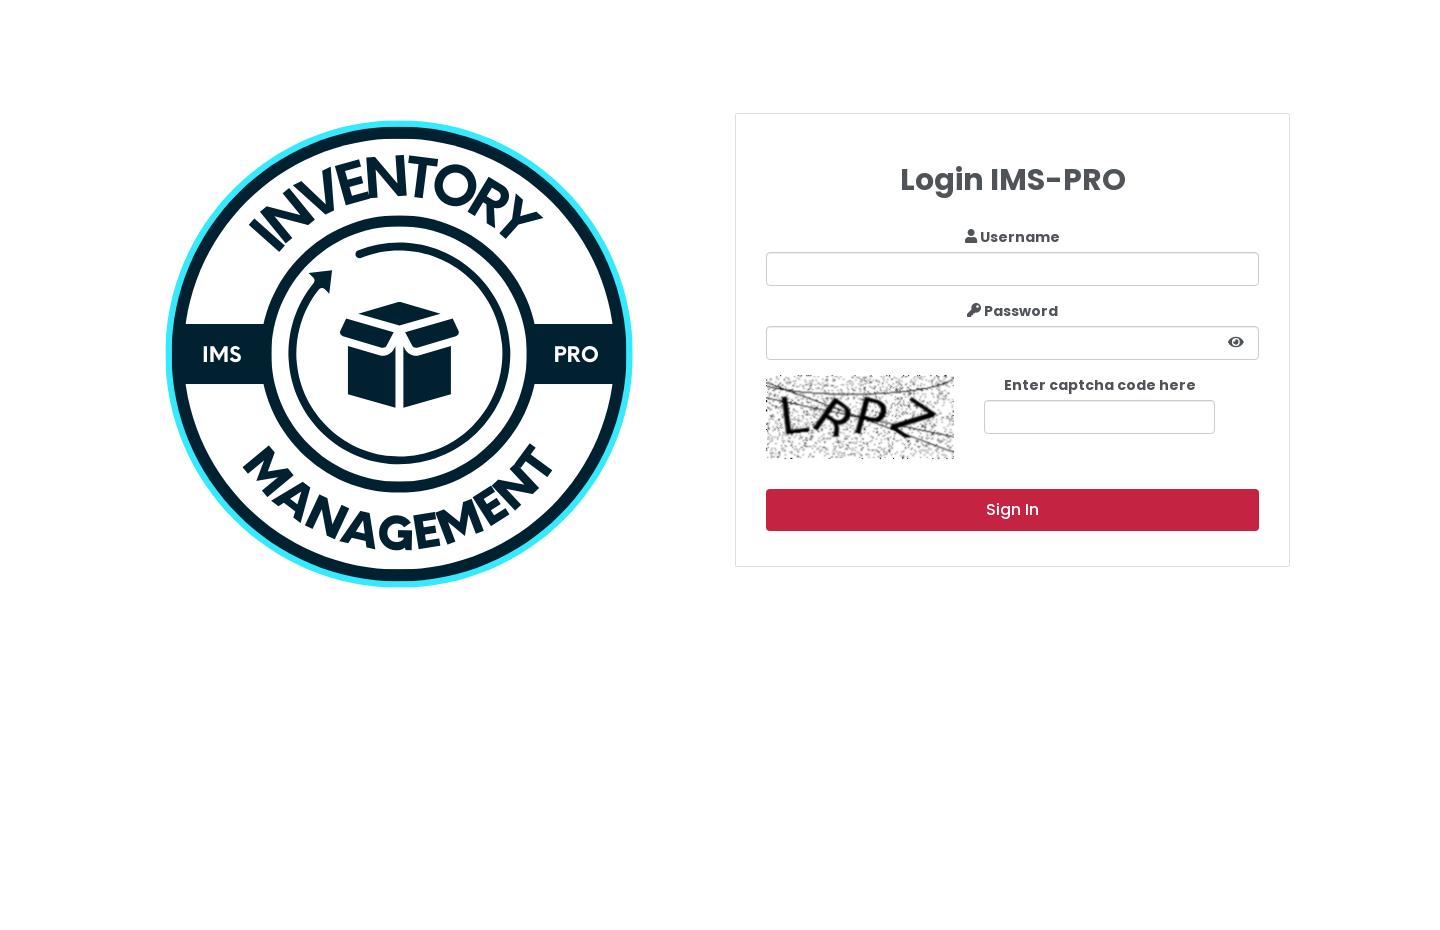 INVENTORY
IMS
PRO
MANAGEMENT
Login IMS-PRO
Username
Password
Enter captcha code here
LRPZ
Sign In